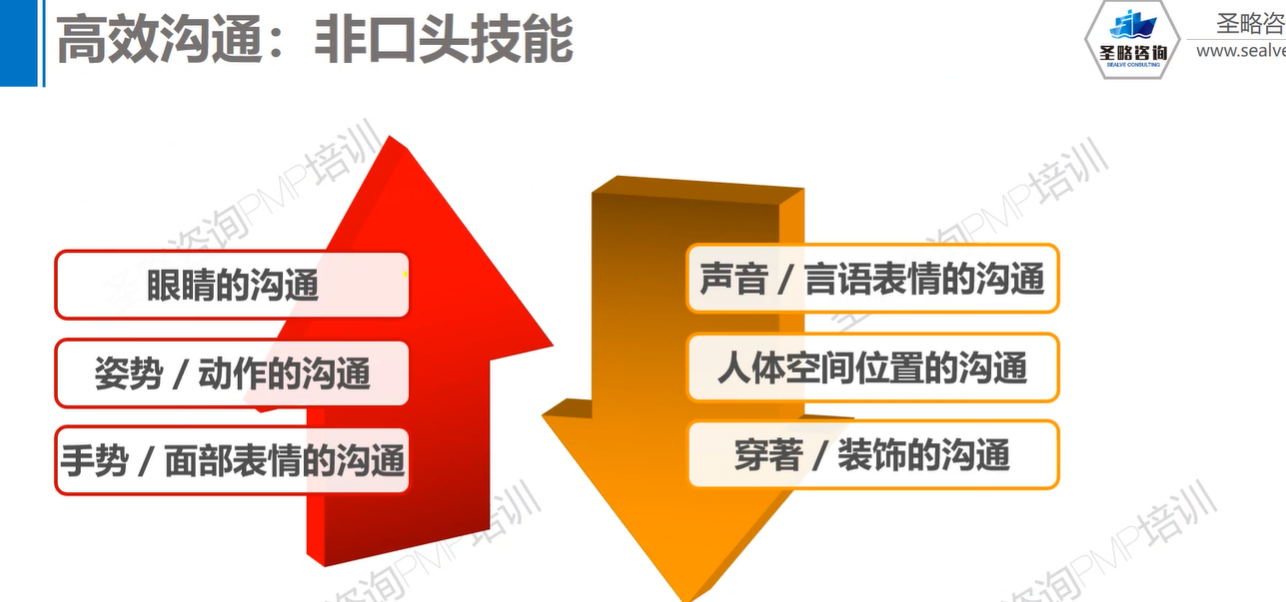 高效沟通：非口头技能
圣略咨询
SEALVE CONSULTING
圣略咨
www.sealve
眼睛的沟通
姿势 / 动作的沟通
手势 / 面部表情的沟通
声音 / 言语表情的沟通
人体空间位置的沟通
穿著 / 装饰的沟通
圣略咨询PMP培训
询PMP培训
咨询PMP培训
咨询PMP培训